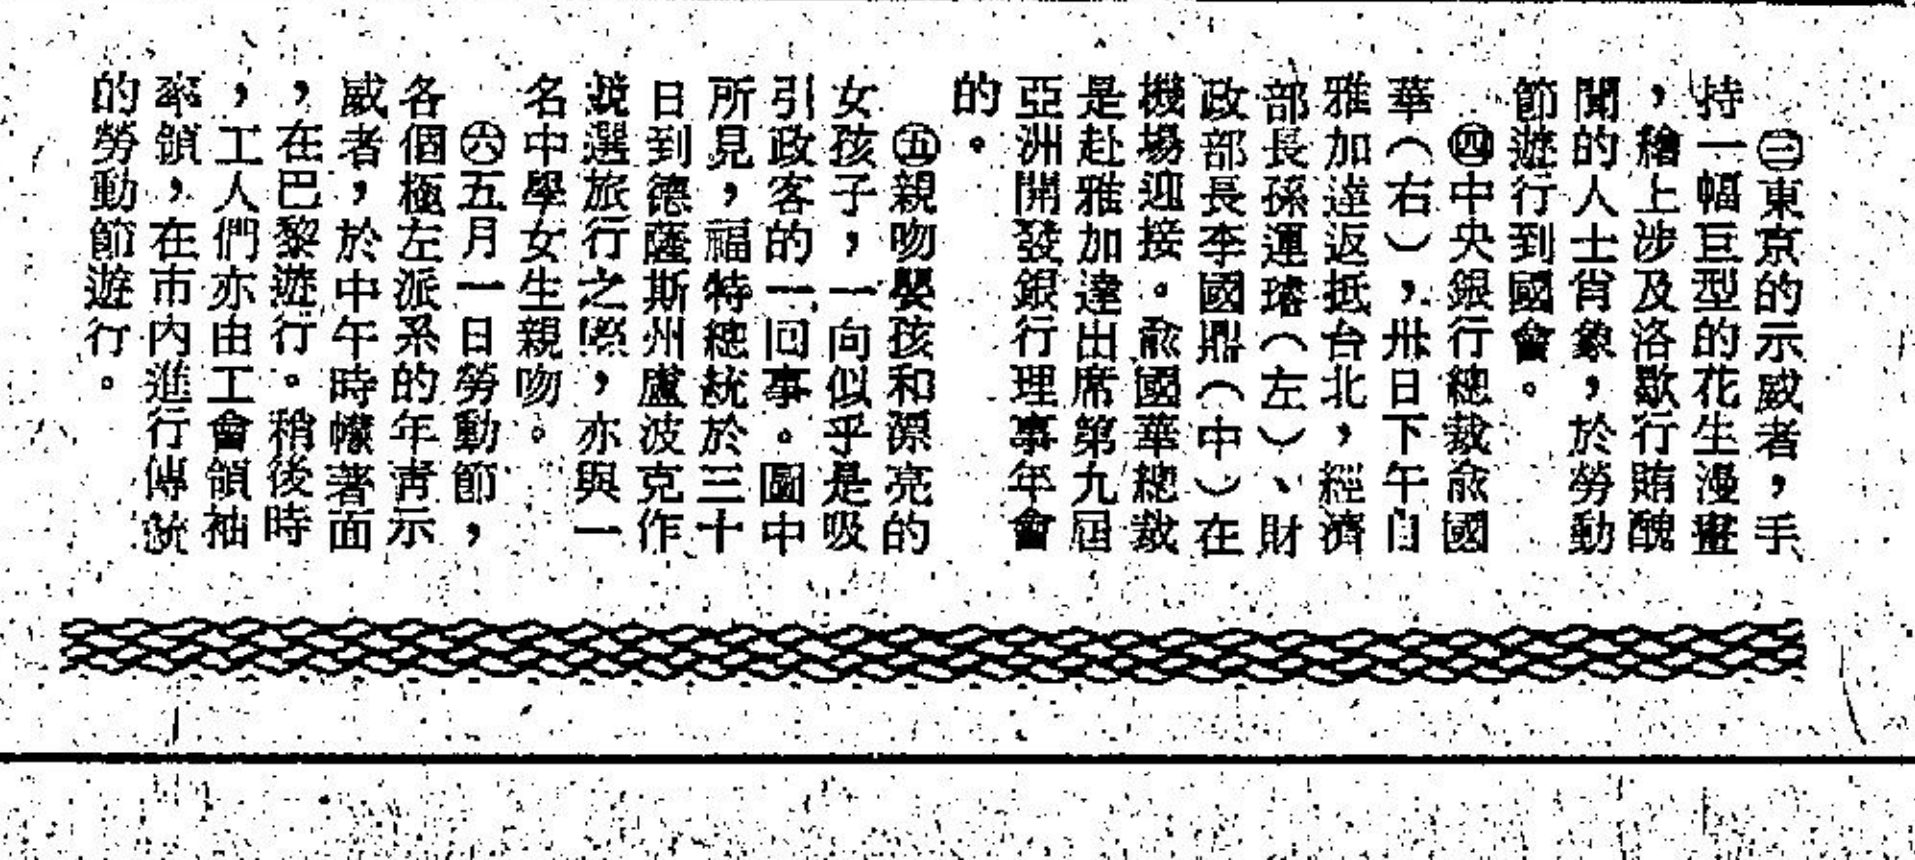 ㊂東京的示威者，手
持一幅巨型的花生漫畫
，繪上涉及洛歇行賄醜
聞的人士肖象，於勞動
節遊行到國會。
㊃中央銀行總裁俞國
華（右），卅日下午自
雅加達返抵台北，經濟
部長孫運璿（左）、財
政部長李國鼎（中）在
機場迎接。俞國華總裁
是赴雅加達出席第九屆
亞洲開發銀行理事年會
的。
㊄親吻嬰孩和漂亮的
女孩子，一向似乎是吸
引政客的一回事。圖中
所見，福特總統於三十
日到德薩斯州盧波克作
競選旅行之際，亦與一
名中學女生親吻。
㊅五月一日勞動節，
各個極左派系的年青示
威者，於中午時幪著面
，在巴黎遊行。稍後時
，工人們亦由工會領袖
率領，在市內進行傳統
的勞動節遊行。